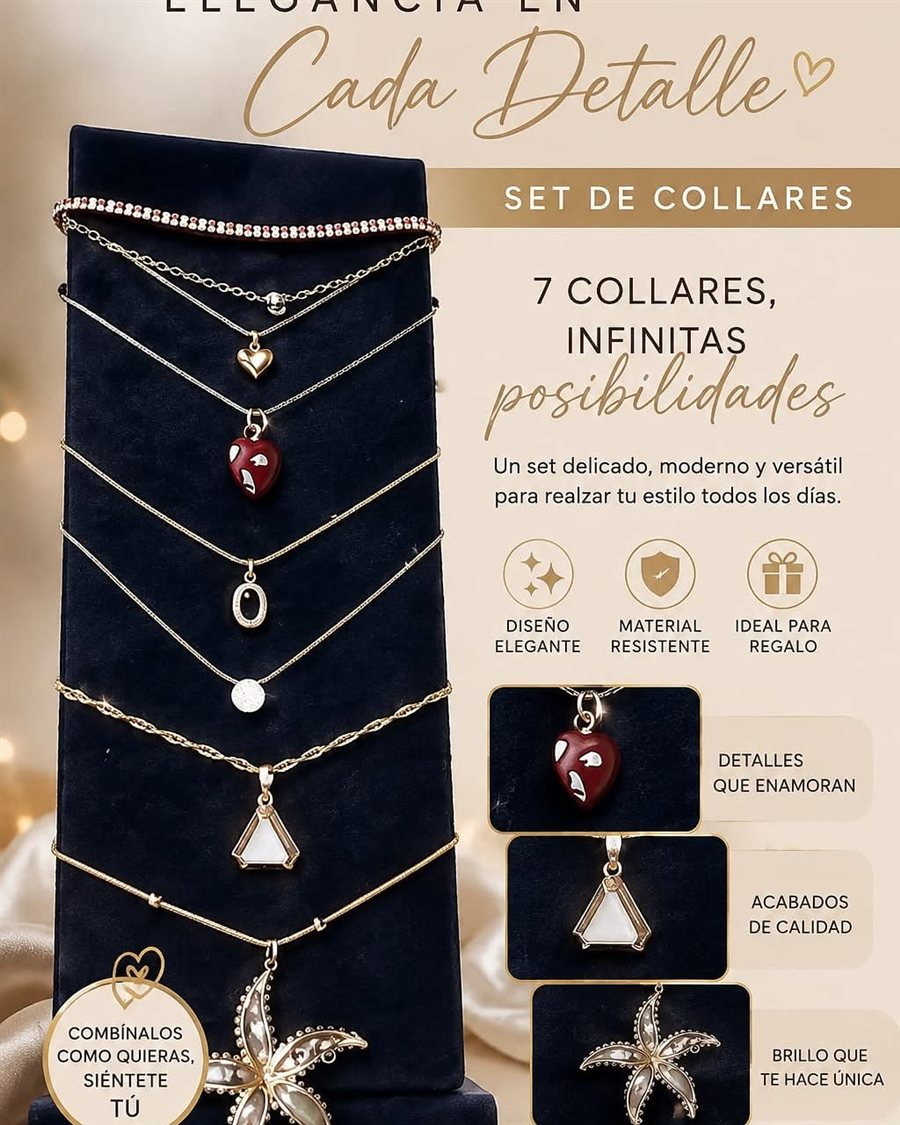 ELEGANCIA EN
Cada Detalle
SET DE COLLARES
7 COLLARES,
INFINITAS
posibilidades
Un set delicado, moderno y versátil
para realzar tu estilo todos los días.
DISEÑO
ELEGANTE
MATERIAL
RESISTENTE
IDEAL PARA
REGALO
DETALLES
QUE ENAMORAN
ACABADOS
DE CALIDAD
BRILLO QUE
TE HACE ÚNICA
COMBÍNALOS
COMO QUIERAS,
SIÉNTETE
TÚ